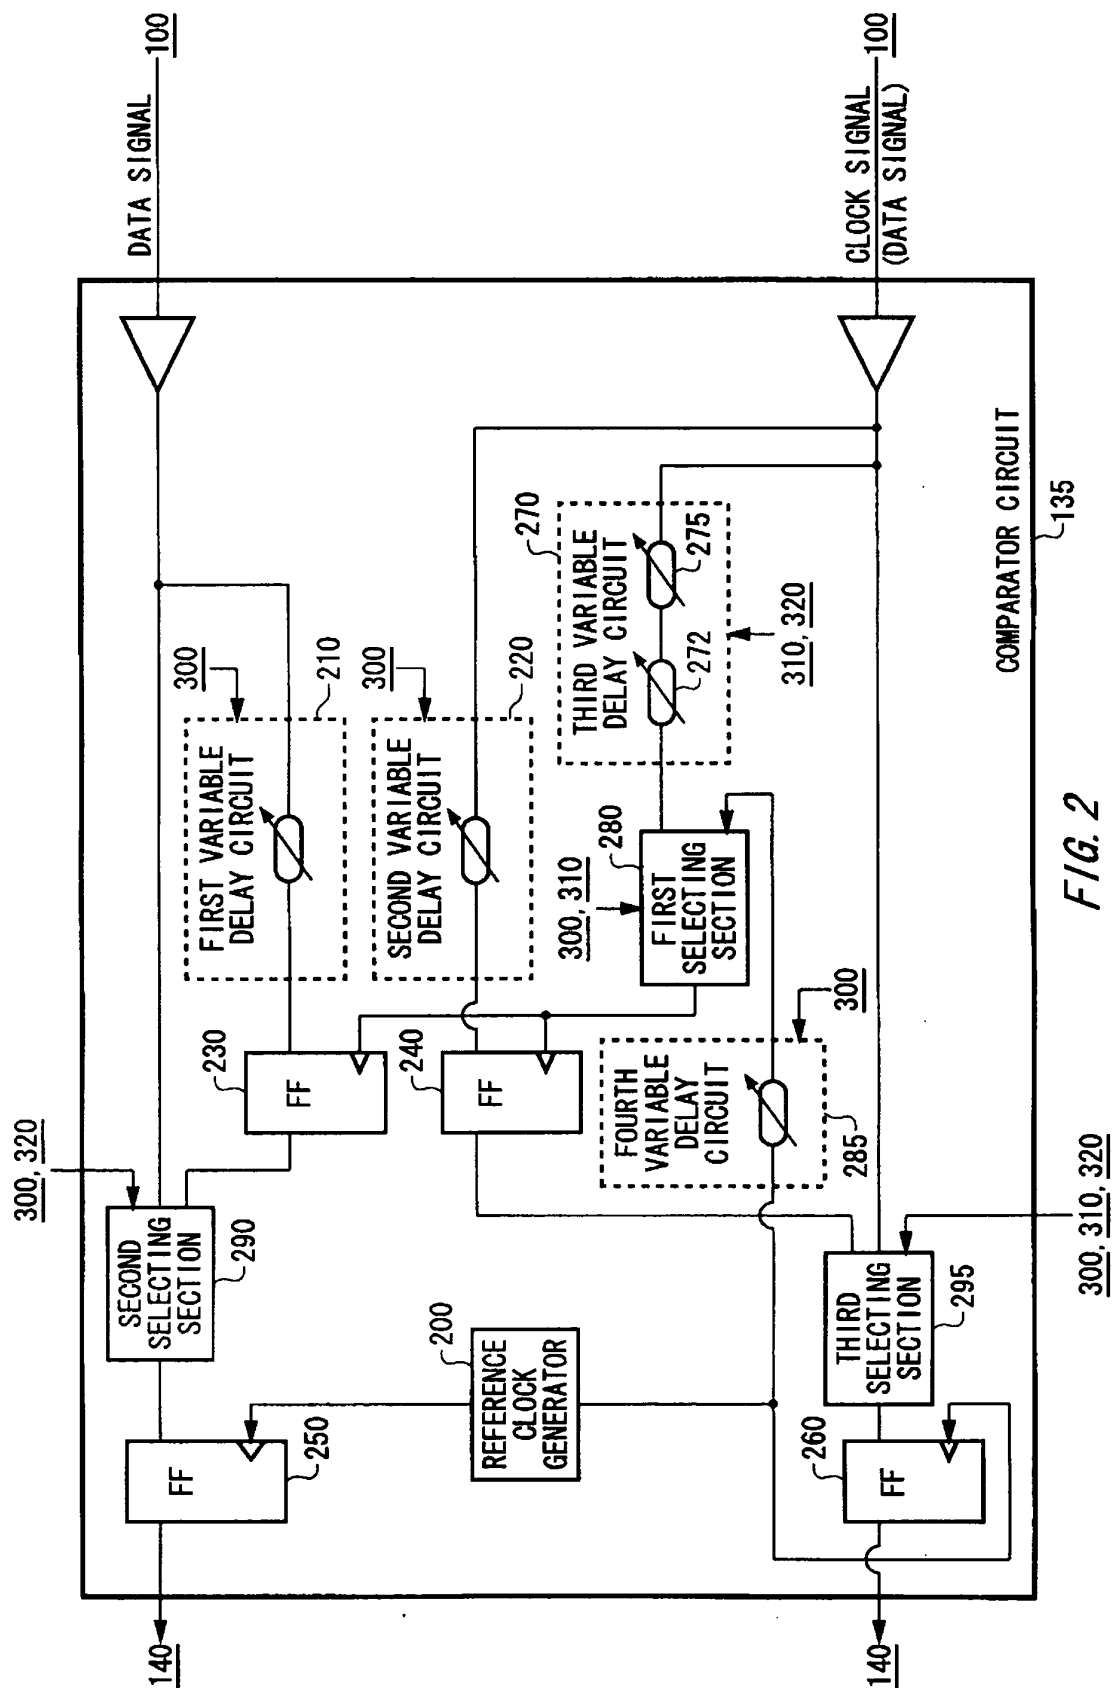 100
DATA SIGNAL
100
CLOCK SIGNAL
(DATA SIGNAL)
COMPARATOR CIRCUIT
135
300
210
FIRST VARIABLE
DELAY CIRCUIT
300
220
SECOND VARIABLE
DELAY CIRCUIT
270
THIRD VARIABLE
DELAY CIRCUIT
275
272
310, 320
280
300, 310
FIRST
SELECTING
SECTION
230
FF
240
FF
FOURTH
VARIABLE
DELAY
CIRCUIT
300
285
300, 320
SECOND
SELECTING
SECTION
290
200
REFERENCE
CLOCK
GENERATOR
THIRD
SELECTING
SECTION
295
300, 310, 320
FF
250
260
FF
140
140
FIG. 2